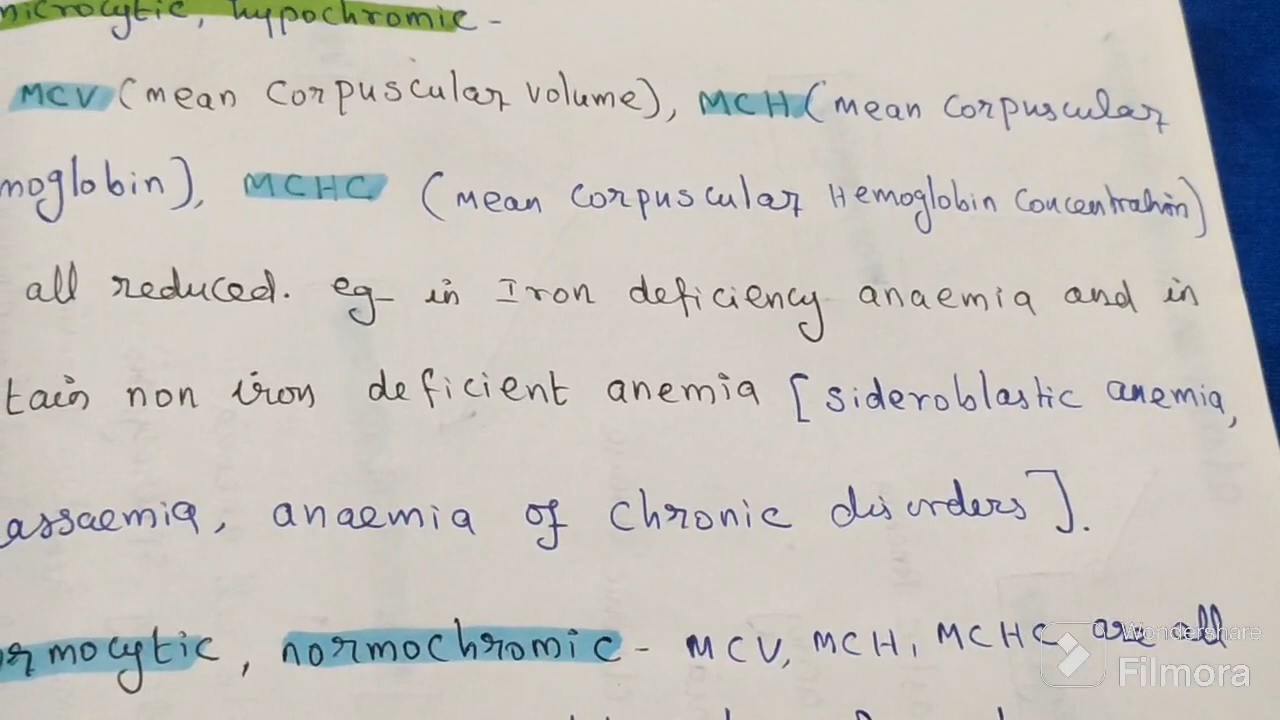 microcytic, hypochromic -
MCV (mean corpuscular volume), MCH (mean corpuscular
moglobin), MCHC (mean corpuscular Hemoglobin Concentration)
all reduced. eg- in Iron deficiency anaemia and in
tain non iron deficient anemia [sideroblastic anemia,
assaemia, anaemia of chronic disorders].
ormocytic, normochromic - MCV, MCH, MCHC are all
Wondershare
Filmora